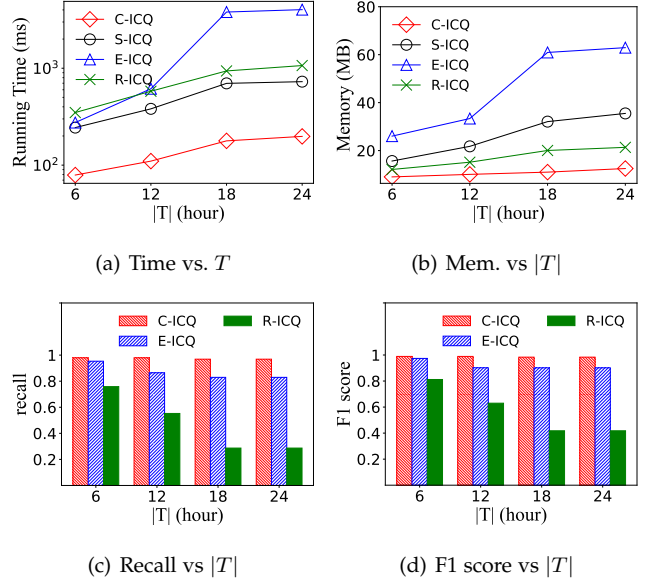 C-ICQ
S-ICQ
E-ICQ
R-ICQ
Running Time (ms)
10³
10²
6 12 18 24
|T| (hour)
(a) Time vs. T
C-ICQ
S-ICQ
E-ICQ
R-ICQ
Memory (MB)
80
60
40
20
6 12 18 24
|T| (hour)
(b) Mem. vs |T|
C-ICQ R-ICQ
E-ICQ
recall
1
0.8
0.6
0.4
0.2
6 12 18 24
|T| (hour)
(c) Recall vs |T|
C-ICQ R-ICQ
E-ICQ
F1 score
1
0.8
0.6
0.4
0.2
6 12 18 24
|T| (hour)
(d) F1 score vs |T|